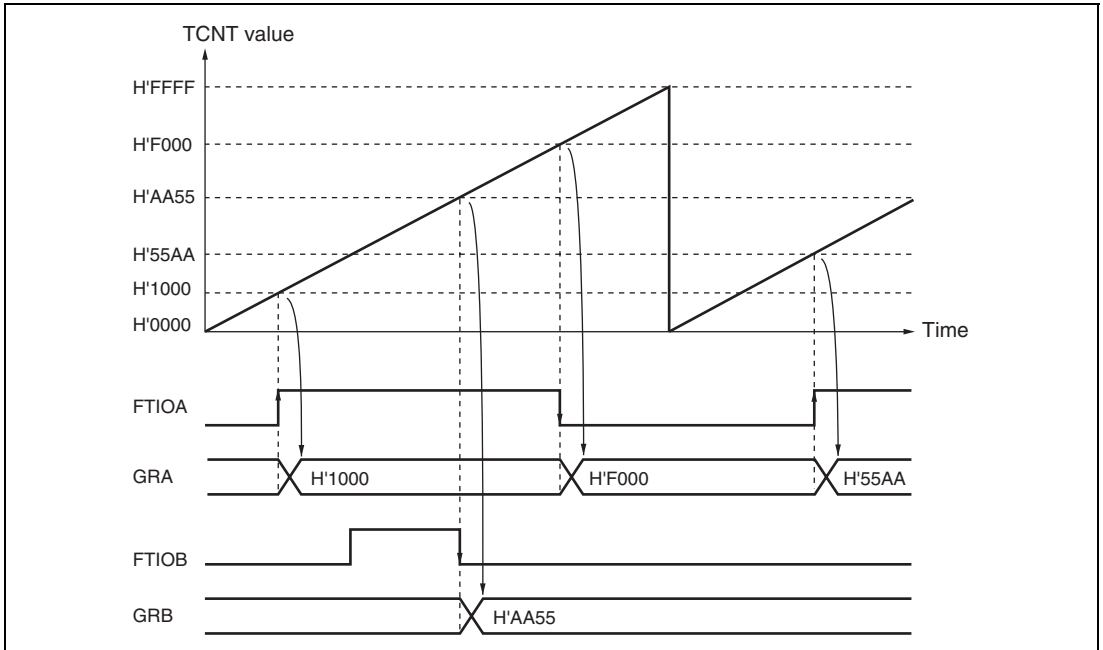 TCNT value
H'FFFF
H'F000
H'AA55
H'55AA
H'1000
H'0000
Time
FTIOA
GRA
H'1000
H'F000
H'55AA
FTIOB
GRB
H'AA55